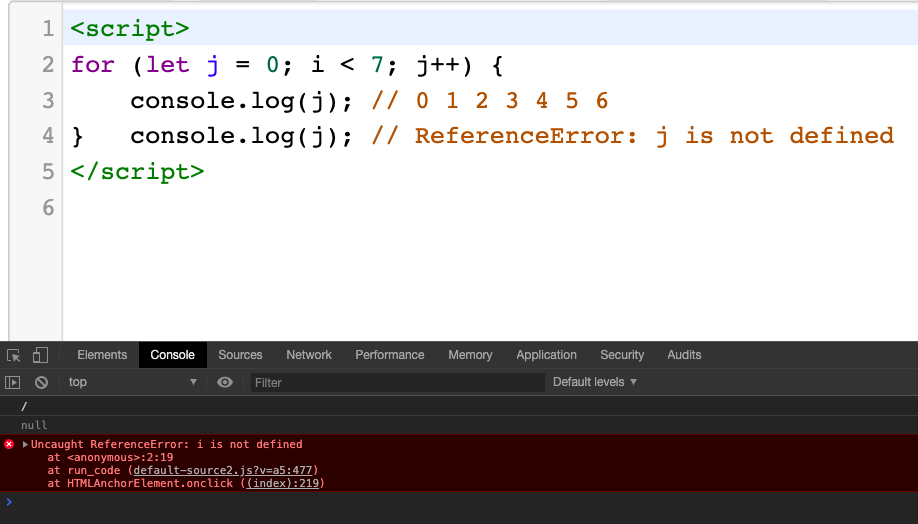 1 <script>
2 for (let j = 0; i < 7; j++) {
3     console.log(j); // 0 1 2 3 4 5 6
4 }   console.log(j); // ReferenceError: j is not defined
5 </script>
6
Elements Console Sources Network Performance Memory Application Security Audits
top ▼ Filter Default levels ▼
/
null
Uncaught ReferenceError: i is not defined
at <anonymous>:2:19
at run_code (default-source2.js?v=a5:477)
at HTMLAnchorElement.onclick ((index):219)
>